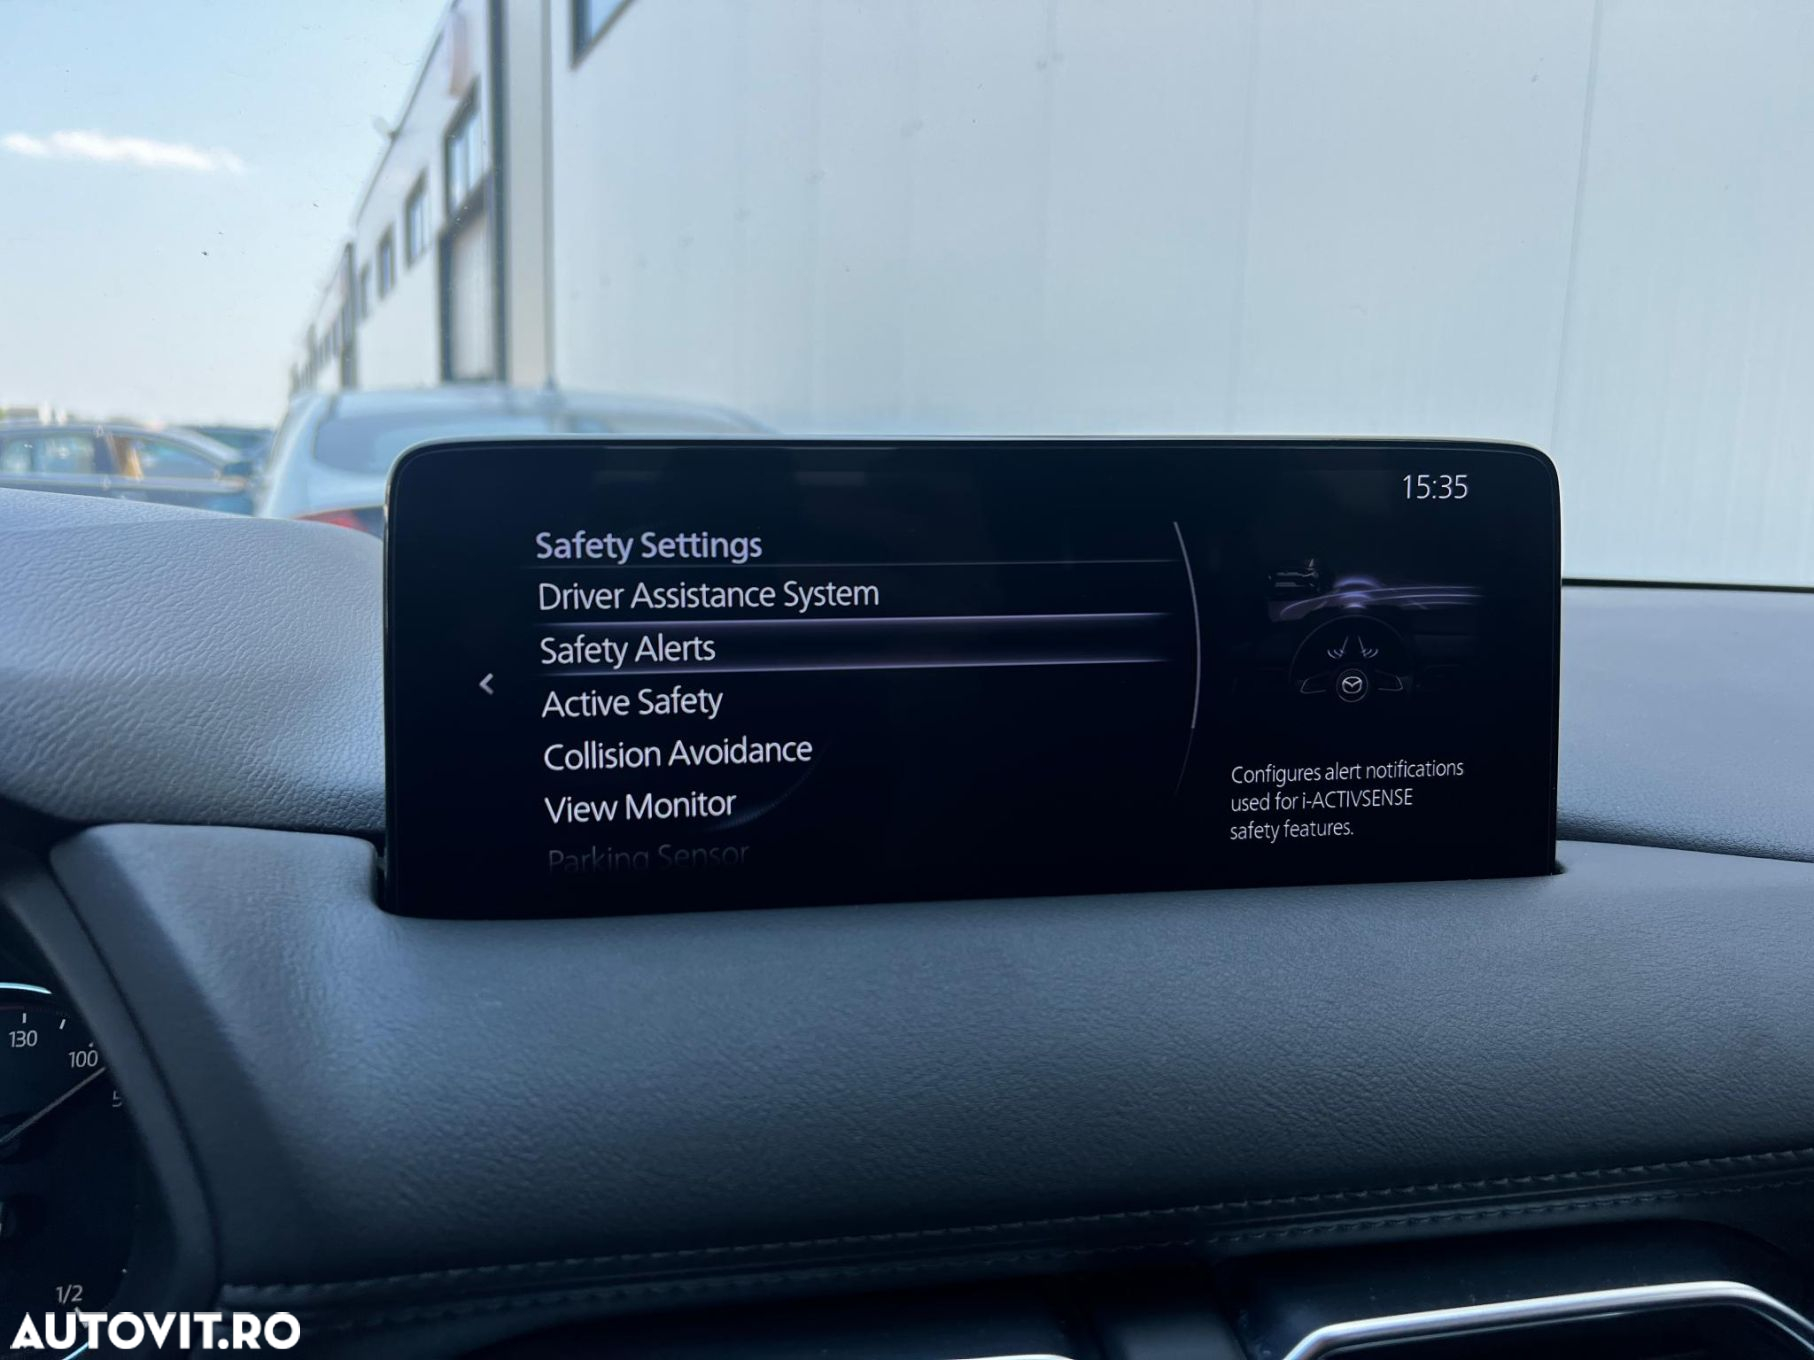 15:35
Safety Settings
Driver Assistance System
Safety Alerts
Active Safety
Collision Avoidance
View Monitor
Parking Sensor
Configures alert notifications
used for i-ACTIVSENSE
safety features.
130
100
1/2
AUTOVIT.RO